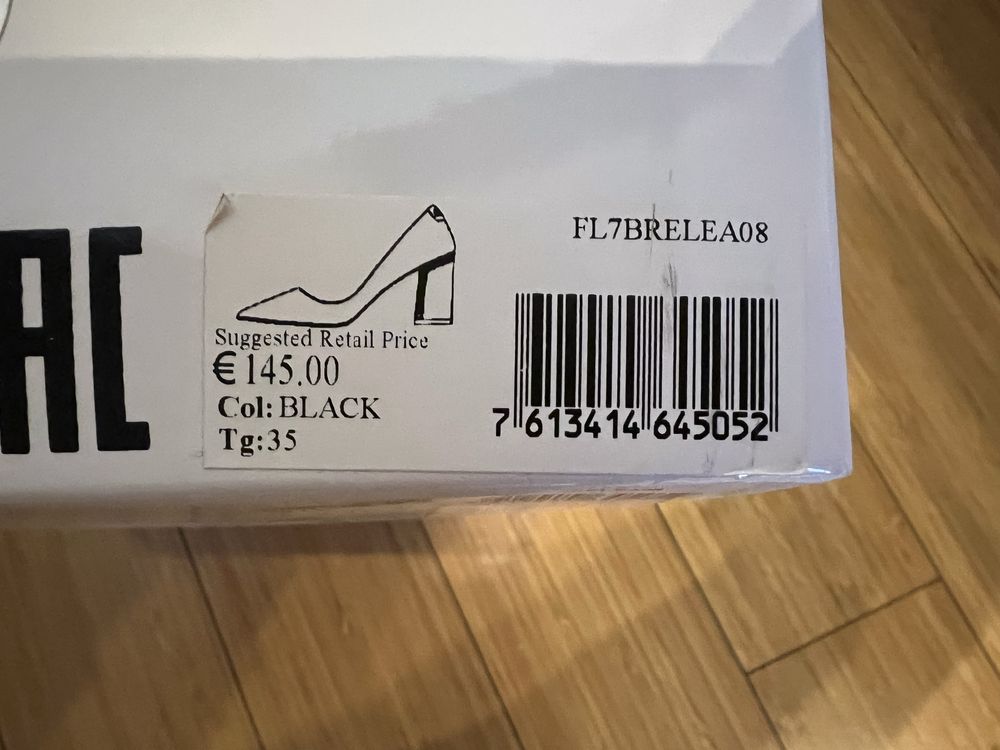 FL7BRELEA08
Suggested Retail Price
€ 145.00
Col: BLACK
Tg: 35
7 613414 645052